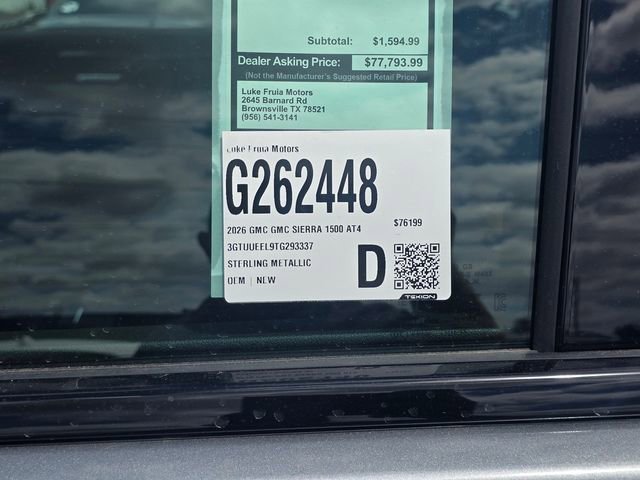 Subtotal: $1,594.99
Dealer Asking Price: $77,793.99
(Not the Manufacturer's Suggested Retail Price)
Luke Fruia Motors
2645 Barnard Rd
Brownsville TX 78521
(956) 541-3141
Luke Fruia Motors
G262448
2026 GMC GMC SIERRA 1500 AT4 $76199
3GTUUEEL9TG293337
STERLING METALLIC
OEM | NEW
D
TEKION